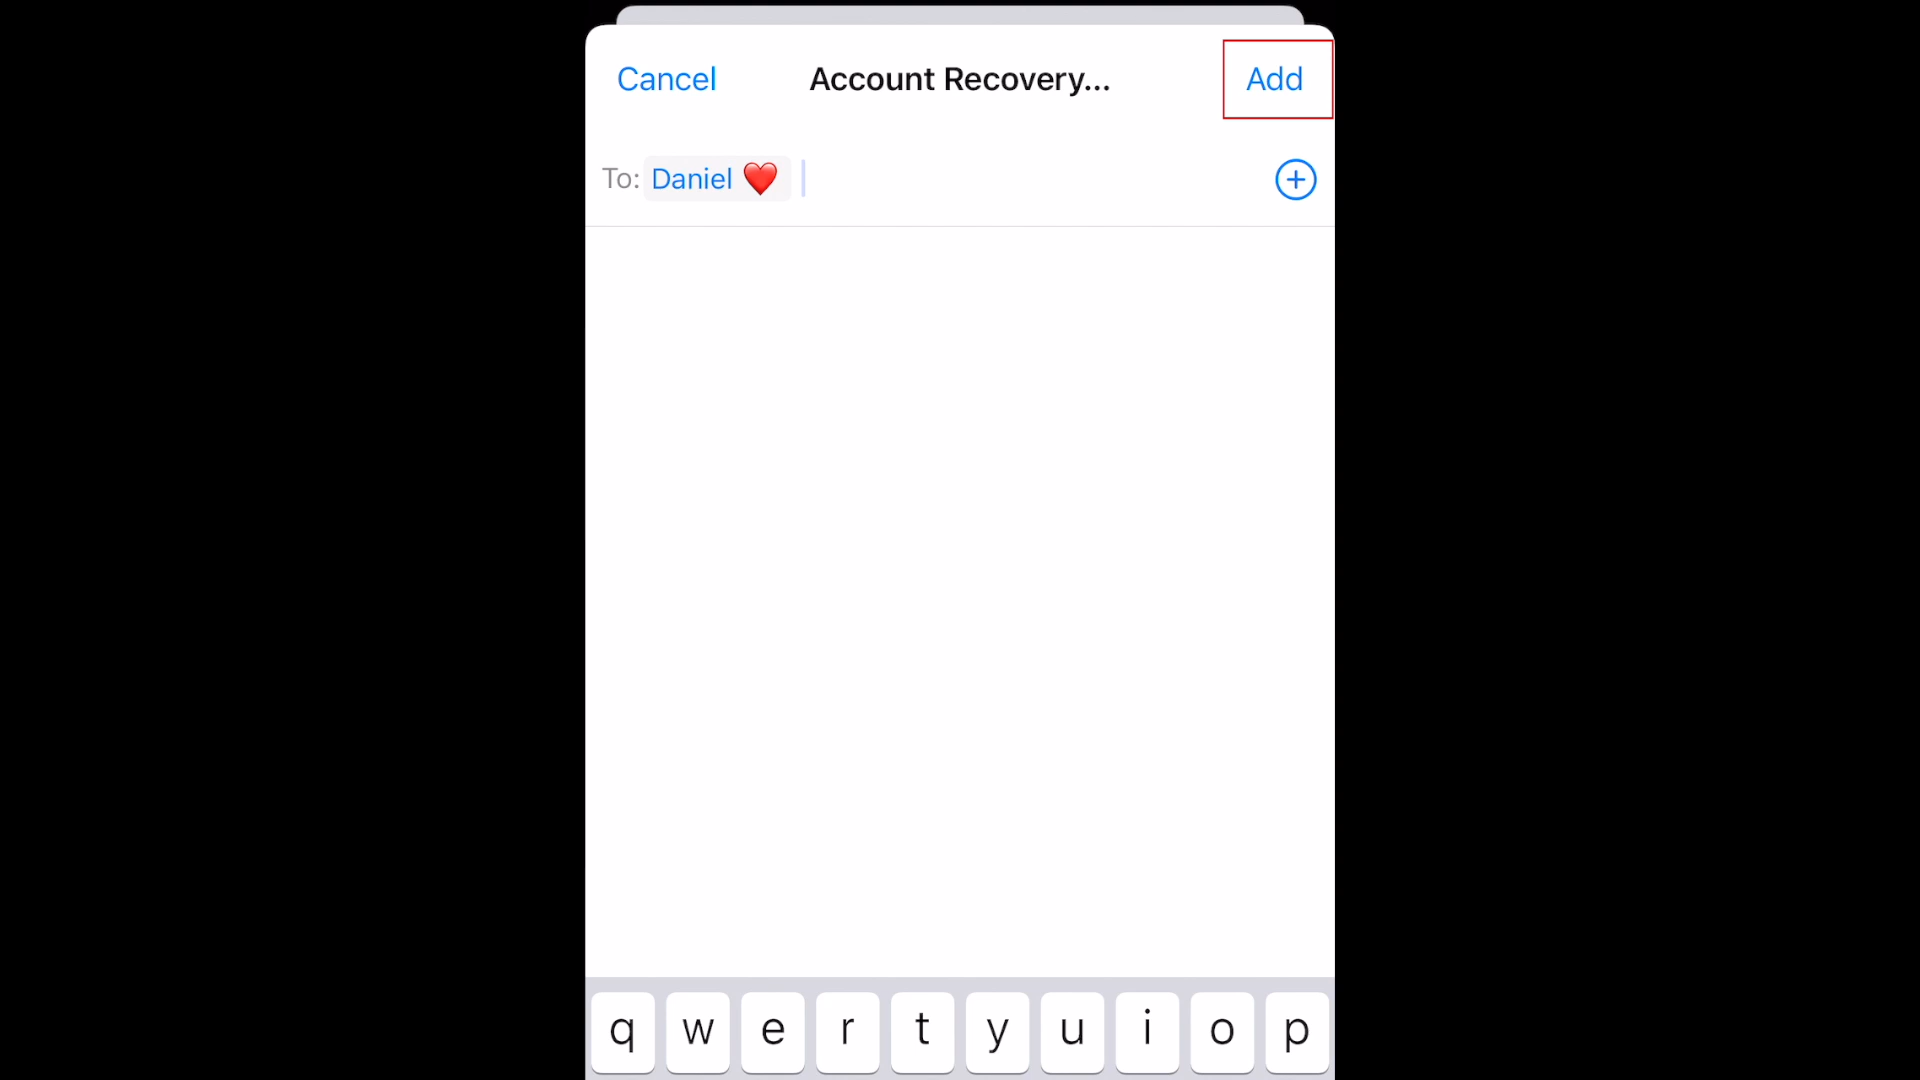 Cancel Account Recovery... Add
To: Daniel ❤️
q w e r t y u i o p